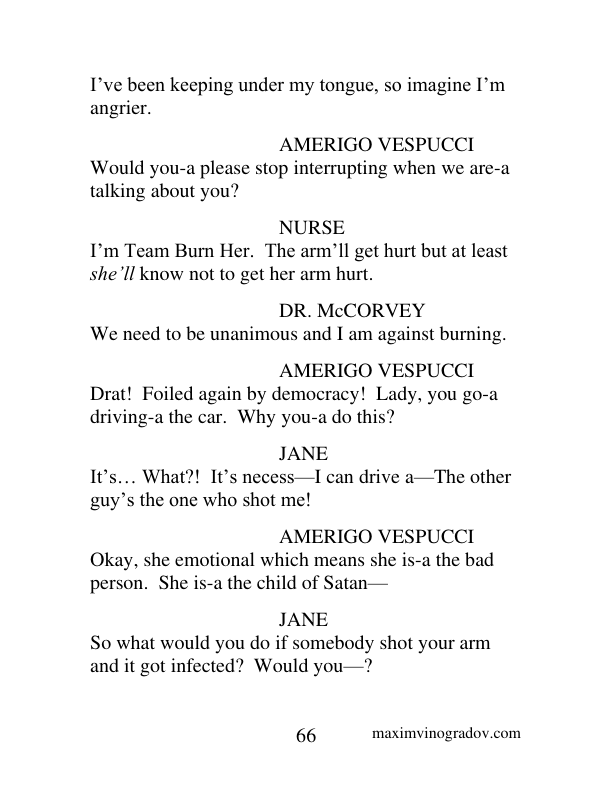 I’ve been keeping under my tongue, so imagine I’m
angrier.
AMERIGO VESPUCCI
Would you-a please stop interrupting when we are-a
talking about you?
NURSE
I’m Team Burn Her.  The arm’ll get hurt but at least
she’ll know not to get her arm hurt.
DR. McCORVEY
We need to be unanimous and I am against burning.
AMERIGO VESPUCCI
Drat!  Foiled again by democracy!  Lady, you go-a
driving-a the car.  Why you-a do this?
JANE
It’s… What?!  It’s necess—I can drive a—The other
guy’s the one who shot me!
AMERIGO VESPUCCI
Okay, she emotional which means she is-a the bad
person.  She is-a the child of Satan—
JANE
So what would you do if somebody shot your arm
and it got infected?  Would you—?
66 maximvinogradov.com